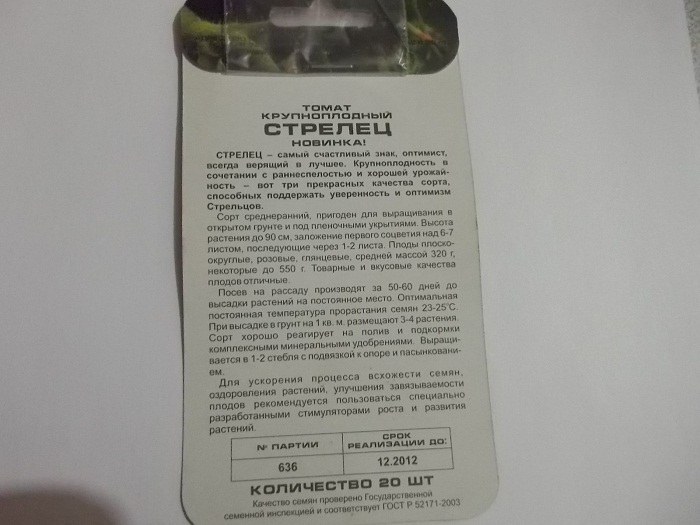 ТОМАТ
КРУПНОПЛОДНЫЙ
СТРЕЛЕЦ
НОВИНКА!
СТРЕЛЕЦ – самый счастливый знак, оптимист,
всегда верящий в лучшее. Крупноплодность в
сочетании с раннеспелостью и хорошей урожай-
ность – вот три прекрасных качества сорта,
способных поддержать уверенность и оптимизм
Стрельцов.
Сорт среднеранний, пригоден для выращивания в
открытом грунте и под пленочными укрытиями. Высота
растения до 90 см, заложение первого соцветия над 6-7
листом, последующие через 1-2 листа. Плоды плоско-
округлые, розовые, глянцевые, средней массой 320 г,
некоторые до 550 г. Товарные и вкусовые качества
плодов отличные.
Посев на рассаду производят за 50-60 дней до
высадки растений на постоянное место. Оптимальная
постоянная температура прорастания семян 23-25°С.
При высадке в грунт на 1 кв. м. размещают 3-4 растения.
Сорт хорошо реагирует на полив и подкормки
комплексными минеральными удобрениями. Выращи-
вается в 1-2 стебля с подвязкой к опоре и пасынковани-
ем.
Для ускорения процесса всхожести семян,
оздоровления растений, улучшения завязываемости
плодов рекомендуется пользоваться специально
разработанными стимуляторами роста и развития
растений.
№ ПАРТИИ
СРОК
РЕАЛИЗАЦИИ ДО:
636
12.2012
КОЛИЧЕСТВО 20 ШТ
Качество семян проверено Государственной
семенной инспекцией и соответствует ГОСТ Р 52171-2003